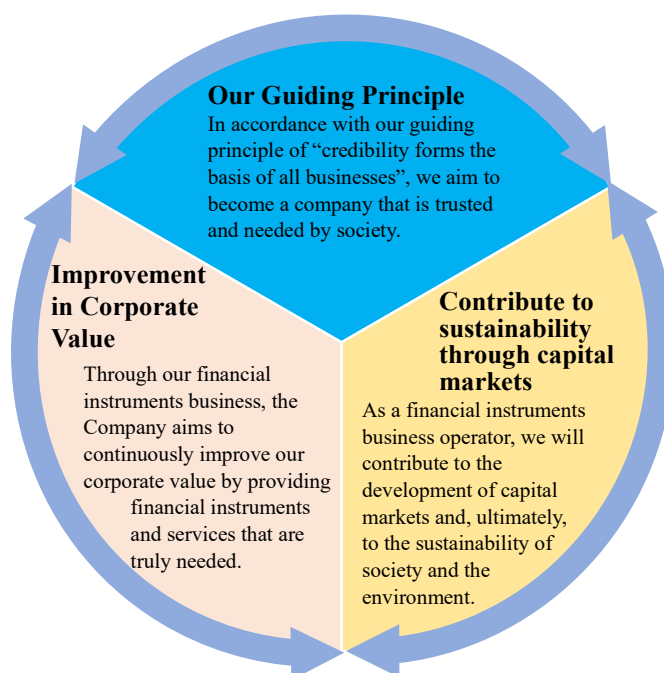 Our Guiding Principle
In accordance with our guiding
principle of “credibility forms the
basis of all businesses”, we aim to
become a company that is trusted
and needed by society.
Improvement
in Corporate
Value
Through our financial
instruments business, the
Company aims to
continuously improve our
corporate value by providing
financial instruments
and services that are
truly needed.
Contribute to
sustainability
through capital
markets
As a financial instruments
business operator, we will
contribute to the
development of capital
markets and, ultimately,
to the sustainability of
society and the
environment.